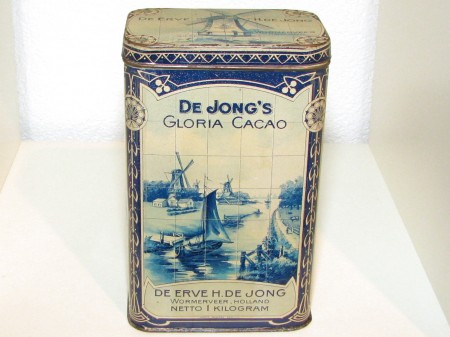 DE ERVE H. DE JONG
DE JONG'S
GLORIA CACAO
DE ERVE H. DE JONG
WORMERVEER, HOLLAND
NETTO 1 KILOGRAM